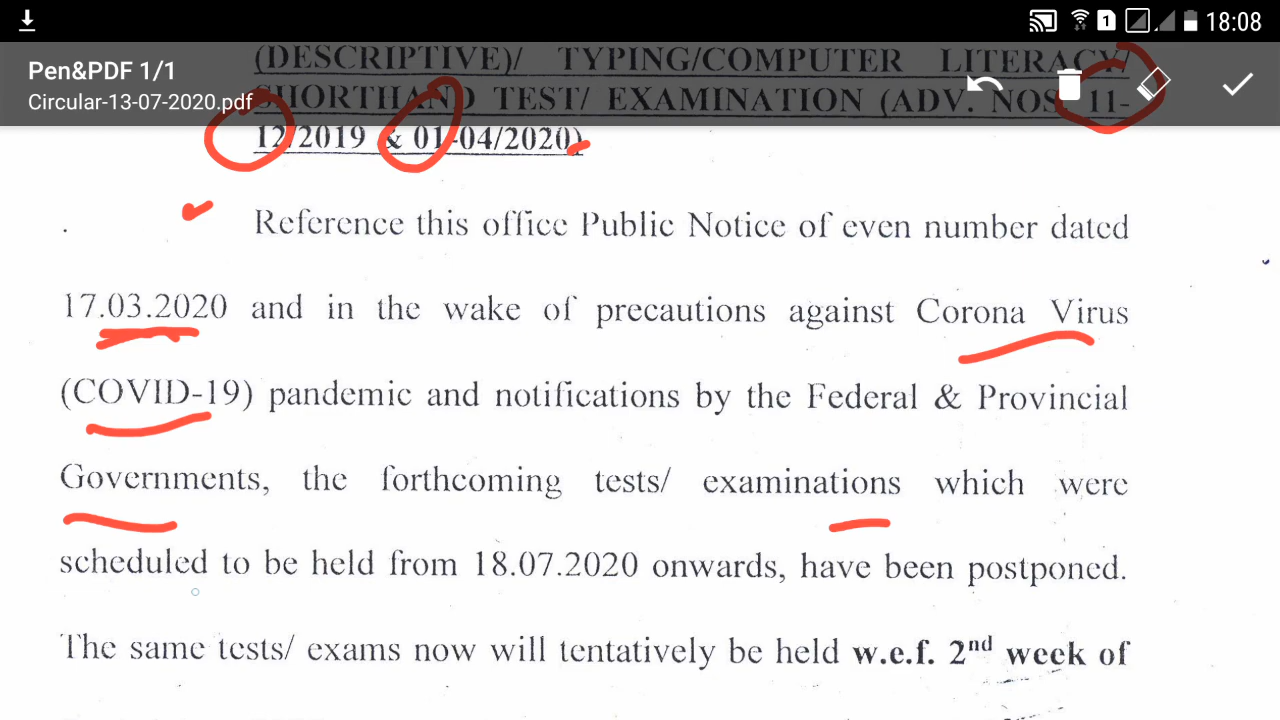 1 18:08
Pen&PDF 1/1
Circular-13-07-2020.pdf
(DESCRIPTIVE)/ TYPING/COMPUTER LITERACY/
SHORTHAND TEST/ EXAMINATION (ADV. NOS. 11-
12/2019 & 01-04/2020)
Reference this office Public Notice of even number dated
17.03.2020 and in the wake of precautions against Corona Virus
(COVID-19) pandemic and notifications by the Federal & Provincial
Governments, the forthcoming tests/ examinations which were
scheduled to be held from 18.07.2020 onwards, have been postponed.
The same tests/ exams now will tentatively be held w.e.f. 2nd week of